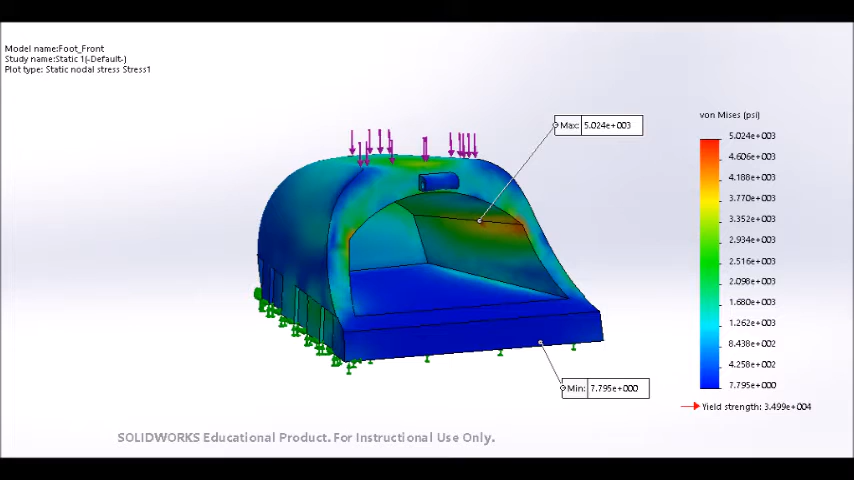 Model name:Foot_Front
Study name:Static 1(-Default-)
Plot type: Static nodal stress Stress1
Max: 5.024e+003
von Mises (psi)
5.024e+003
4.606e+003
4.188e+003
3.770e+003
3.352e+003
2.934e+003
2.516e+003
2.098e+003
1.680e+003
1.262e+003
8.438e+002
4.258e+002
7.795e+000
Min: 7.795e+000
Yield strength: 3.499e+004
SOLIDWORKS Educational Product. For Instructional Use Only.